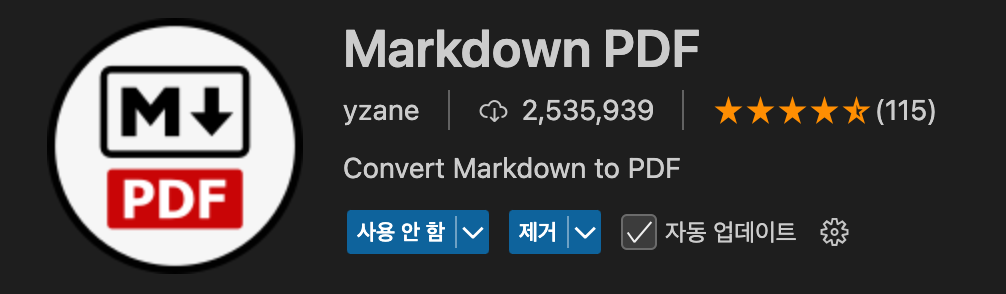 M
PDF
Markdown PDF
yzane 2,535,939 (115)
Convert Markdown to PDF
사용 안 함 제거 자동 업데이트